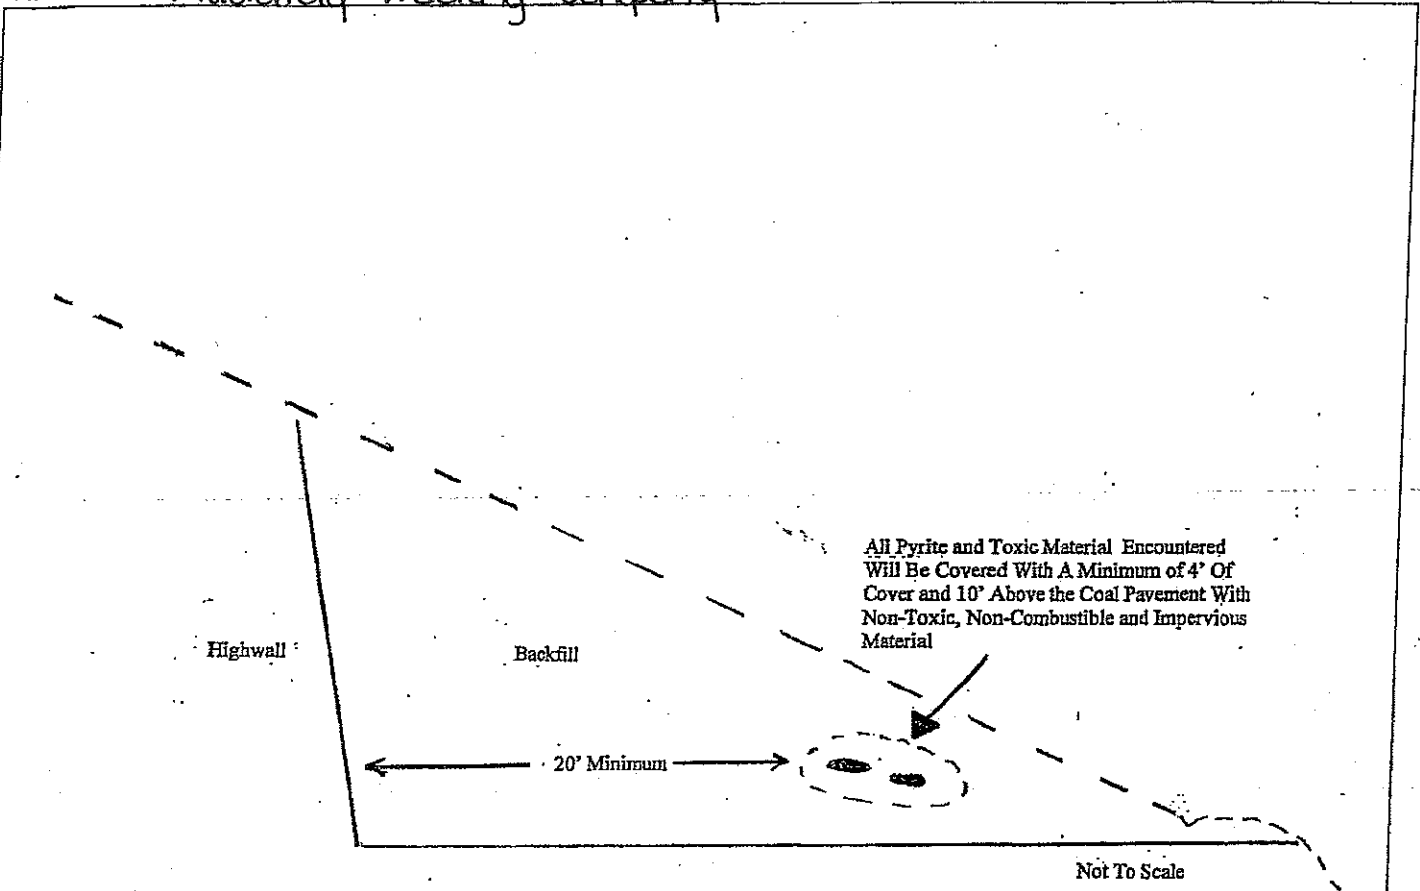 All Pyrite and Toxic Material Encountered
Will Be Covered With A Minimum of 4' Of
Cover and 10' Above the Coal Pavement With
Non-Toxic, Non-Combustible and Impervious
Material
Highwall
Backfill
20' Minimum
Not To Scale